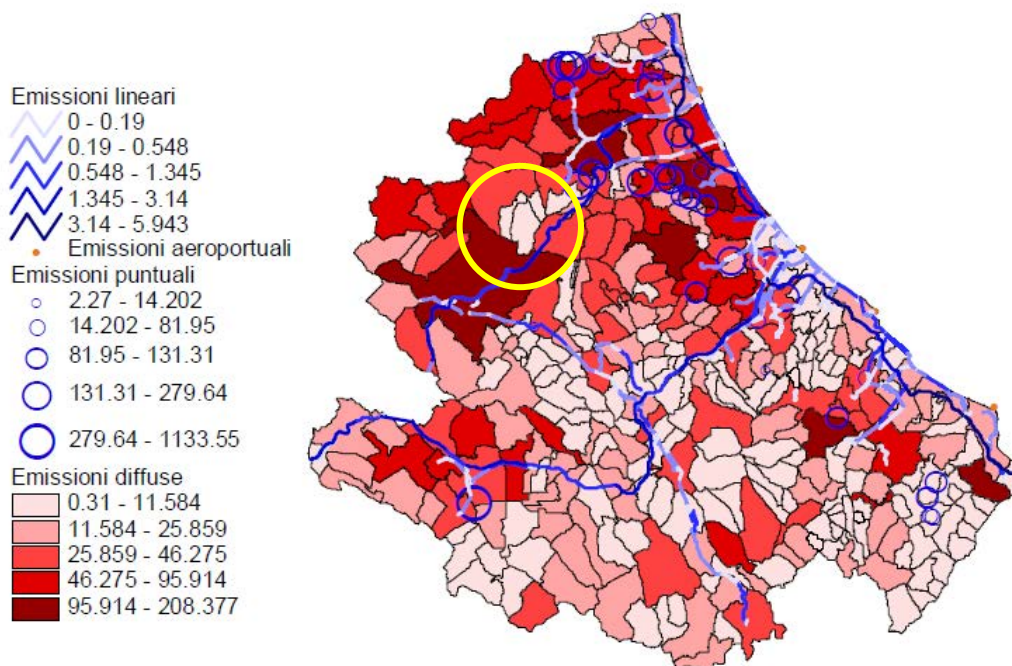 Emissioni lineari
0 - 0.19
0.19 - 0.548
0.548 - 1.345
1.345 - 3.14
3.14 - 5.943
Emissioni aeroportuali
Emissioni puntuali
2.27 - 14.202
14.202 - 81.95
81.95 - 131.31
131.31 - 279.64
279.64 - 1133.55
Emissioni diffuse
0.31 - 11.584
11.584 - 25.859
25.859 - 46.275
46.275 - 95.914
95.914 - 208.377